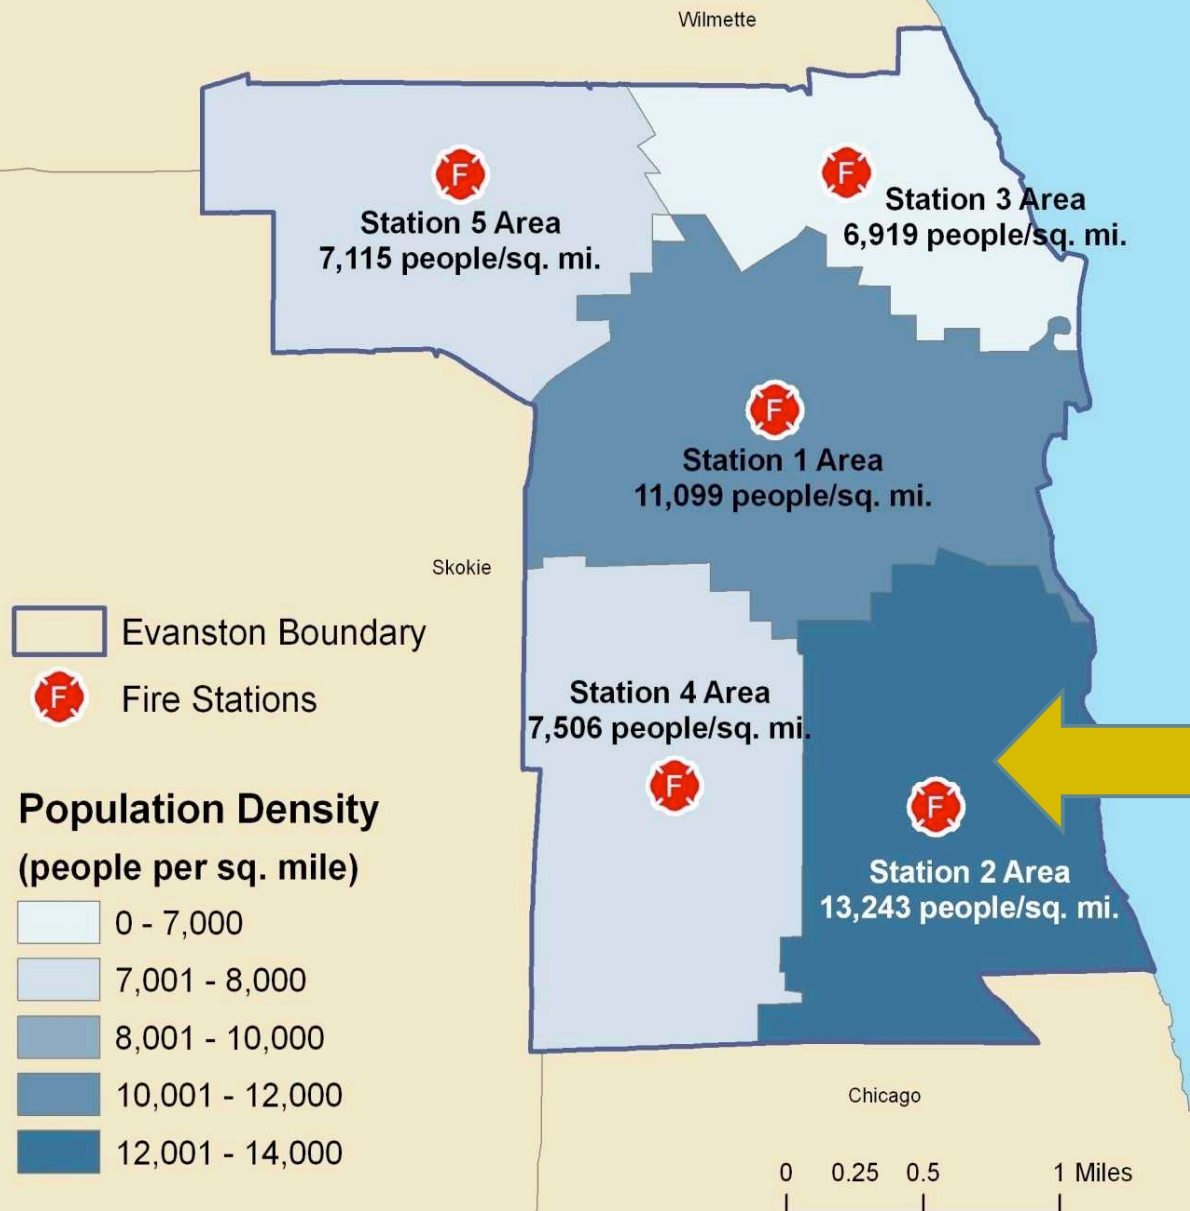 Wilmette
F
F
Station 5 Area
7,115 people/sq. mi.
Station 3 Area
6,919 people/sq. mi.
F
Station 1 Area
11,099 people/sq. mi.
Skokie
Evanston Boundary
F
Fire Stations
Station 4 Area
7,506 people/sq. mi.
F
F
Station 2 Area
13,243 people/sq. mi.
Population Density
(people per sq. mile)
0 - 7,000
7,001 - 8,000
8,001 - 10,000
10,001 - 12,000
12,001 - 14,000
Chicago
0 0.25 0.5 1 Miles